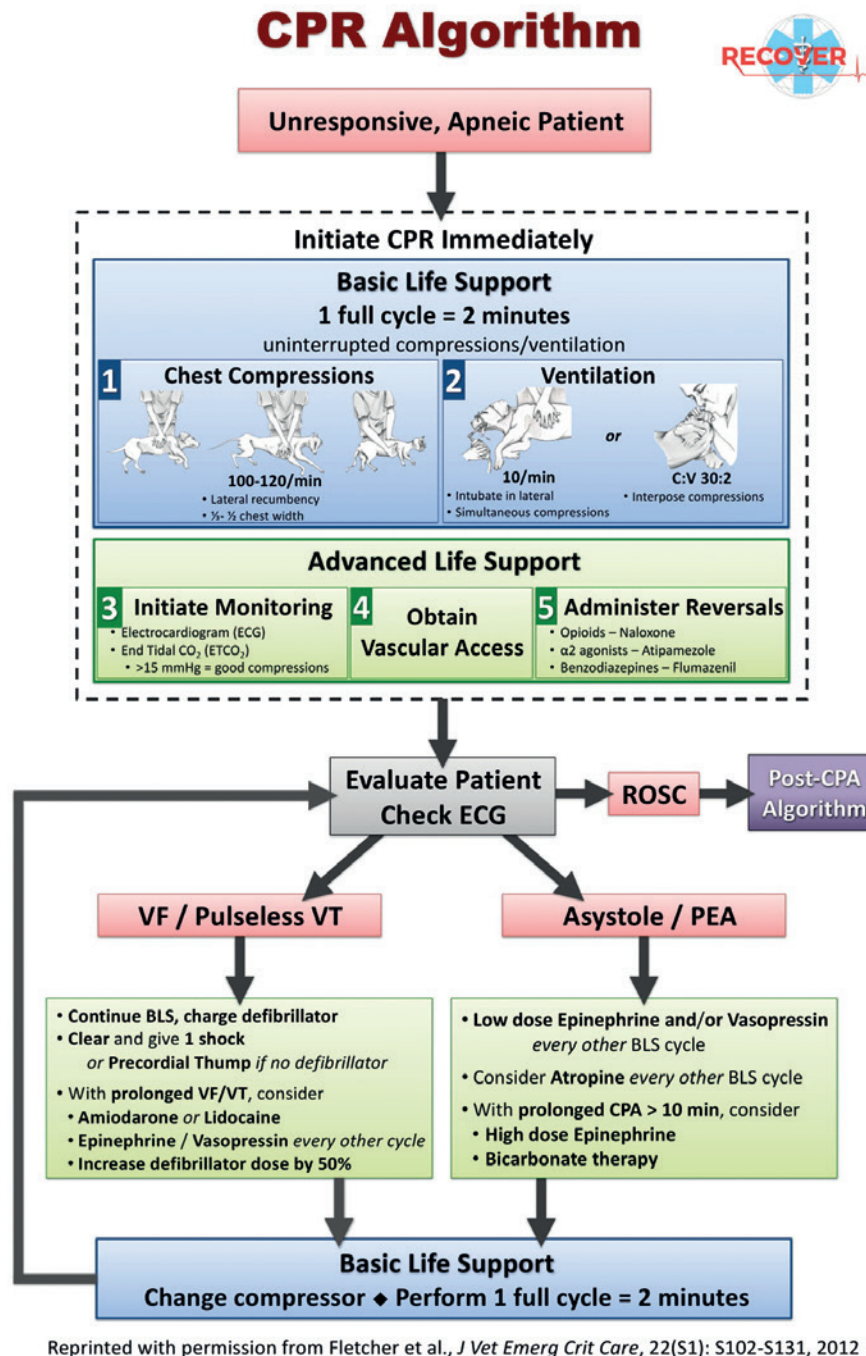 CPR Algorithm
RECOVER
Unresponsive, Apneic Patient
Initiate CPR Immediately
Basic Life Support
1 full cycle = 2 minutes
uninterrupted compressions/ventilation
1 Chest Compressions
100-120/min
• Lateral recumbency
• ⅓- ½ chest width
2 Ventilation
or
10/min
• Intubate in lateral
• Simultaneous compressions
C:V 30:2
• Interpose compressions
Advanced Life Support
3 Initiate Monitoring
• Electrocardiogram (ECG)
• End Tidal CO₂ (ETCO₂)
• >15 mmHg = good compressions
4 Obtain
Vascular Access
5 Administer Reversals
• Opioids – Naloxone
• α2 agonists – Atipamezole
• Benzodiazepines – Flumazenil
Evaluate Patient
Check ECG
ROSC
Post-CPA
Algorithm
VF / Pulseless VT
Asystole / PEA
• Continue BLS, charge defibrillator
• Clear and give 1 shock
or Precordial Thump if no defibrillator
• With prolonged VF/VT, consider
• Amiodarone or Lidocaine
• Epinephrine / Vasopressin every other cycle
• Increase defibrillator dose by 50%
• Low dose Epinephrine and/or Vasopressin
every other BLS cycle
• Consider Atropine every other BLS cycle
• With prolonged CPA > 10 min, consider
• High dose Epinephrine
• Bicarbonate therapy
Basic Life Support
Change compressor ◆ Perform 1 full cycle = 2 minutes
Reprinted with permission from Fletcher et al., J Vet Emerg Crit Care, 22(S1): S102-S131, 2012